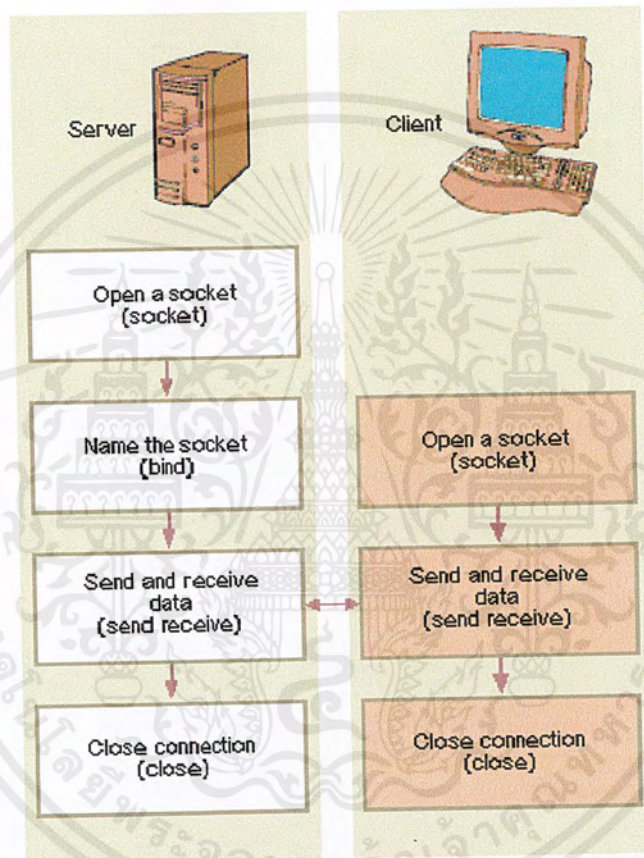 Server
Client
Open a socket
(socket)
Name the socket
(bind)
Open a socket
(socket)
Send and receive
data
(send receive)
Send and receive
data
(send receive)
Close connection
(close)
Close connection
(close)